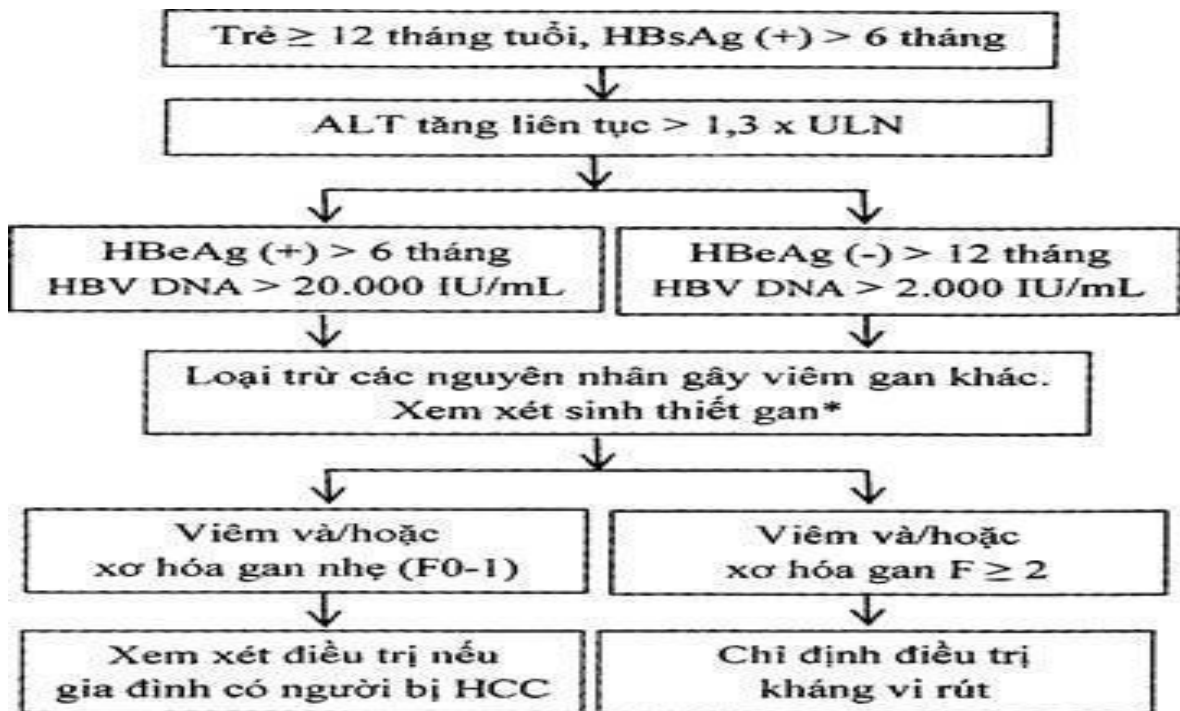 Trẻ ≥ 12 tháng tuổi, HBsAg (+) > 6 tháng
ALT tăng liên tục > 1,3 x ULN
HBeAg (+) > 6 tháng
HBV DNA > 20.000 IU/mL
HBeAg (-) > 12 tháng
HBV DNA > 2.000 IU/mL
Loại trừ các nguyên nhân gây viêm gan khác.
Xem xét sinh thiết gan*
Viêm và/hoặc
xơ hóa gan nhẹ (F0-1)
Viêm và/hoặc
xơ hóa gan F ≥ 2
Xem xét điều trị nếu
gia đình có người bị HCC
Chỉ định điều trị
kháng vi rút